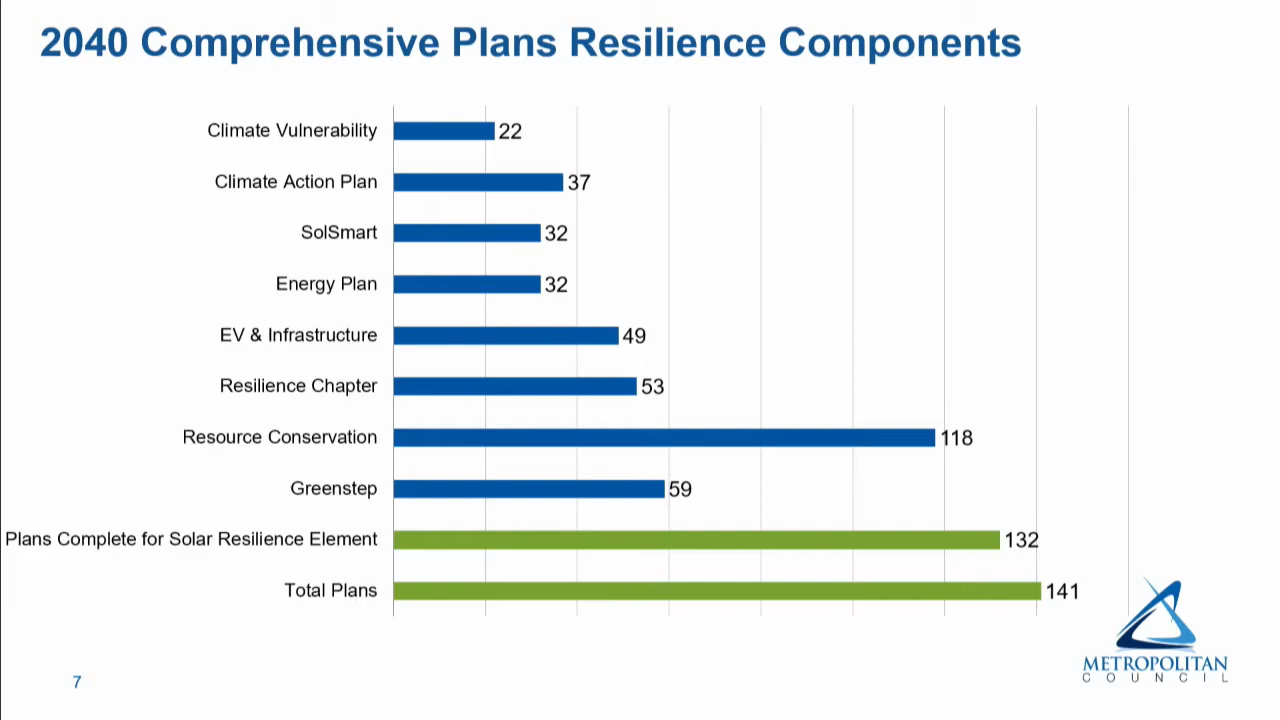 2040 Comprehensive Plans Resilience Components
Climate Vulnerability 22
Climate Action Plan 37
SolSmart 32
Energy Plan 32
EV & Infrastructure 49
Resilience Chapter 53
Resource Conservation 118
Greenstep 59
Plans Complete for Solar Resilience Element 132
Total Plans 141
METROPOLITAN
COUNCIL
7